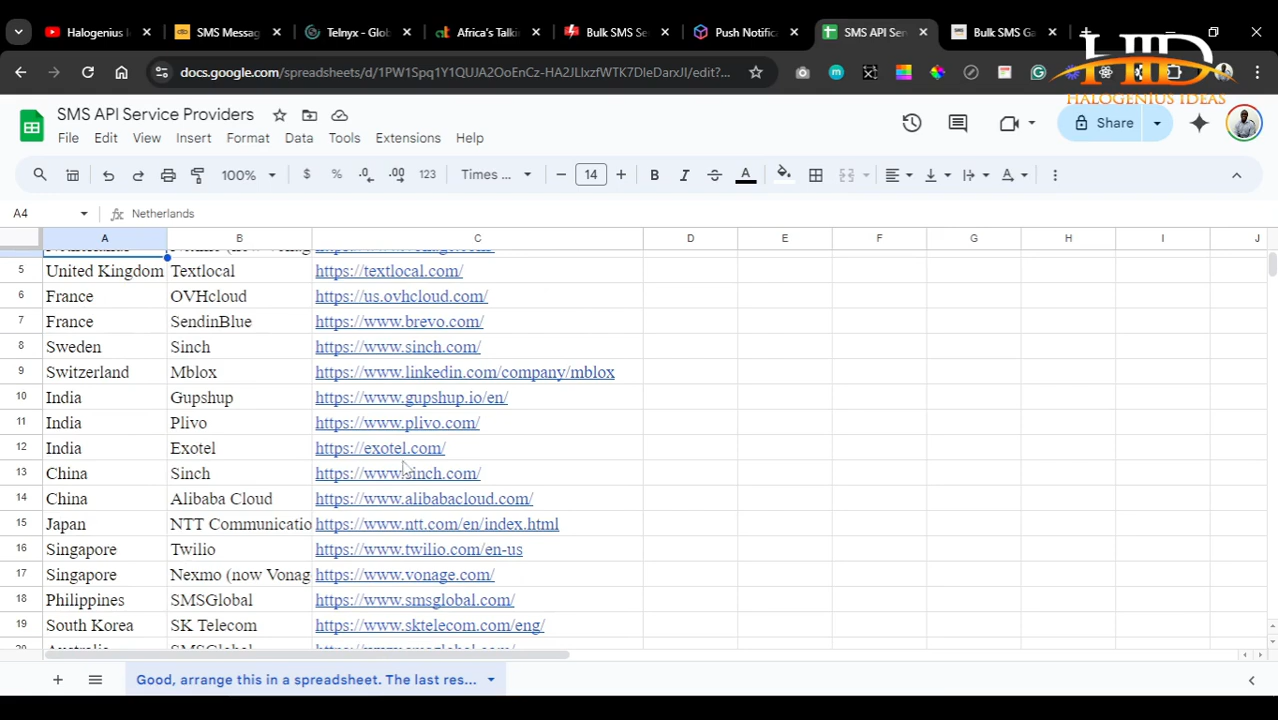 Halogenius I
SMS Messag
Telnyx - Glob
Africa's Talki
Bulk SMS Se
Push Notifica
SMS API Ser
Bulk SMS Ga
docs.google.com/spreadsheets/d/1PW1Spq1Y1QUJA2OoEnCz-HA2JLlxzfWTK7DleDarxJI/edit?...
HID
HALOGENIUS IDEAS
SMS API Service Providers
File Edit View Insert Format Data Tools Extensions Help
Share
100% $ % .0 .00 123 Times ... 14 B I S A
A4 fx Netherlands
A B C D E F G H I J
5 United Kingdom Textlocal https://textlocal.com/
6 France OVHcloud https://us.ovhcloud.com/
7 France SendinBlue https://www.brevo.com/
8 Sweden Sinch https://www.sinch.com/
9 Switzerland Mblox https://www.linkedin.com/company/mblox
10 India Gupshup https://www.gupshup.io/en/
11 India Plivo https://www.plivo.com/
12 India Exotel https://exotel.com/
13 China Sinch https://www.sinch.com/
14 China Alibaba Cloud https://www.alibabacloud.com/
15 Japan NTT Communicatio https://www.ntt.com/en/index.html
16 Singapore Twilio https://www.twilio.com/en-us
17 Singapore Nexmo (now Vonag https://www.vonage.com/
18 Philippines SMSGlobal https://www.smsglobal.com/
19 South Korea SK Telecom https://www.sktelecom.com/eng/
Good, arrange this in a spreadsheet. The last res...